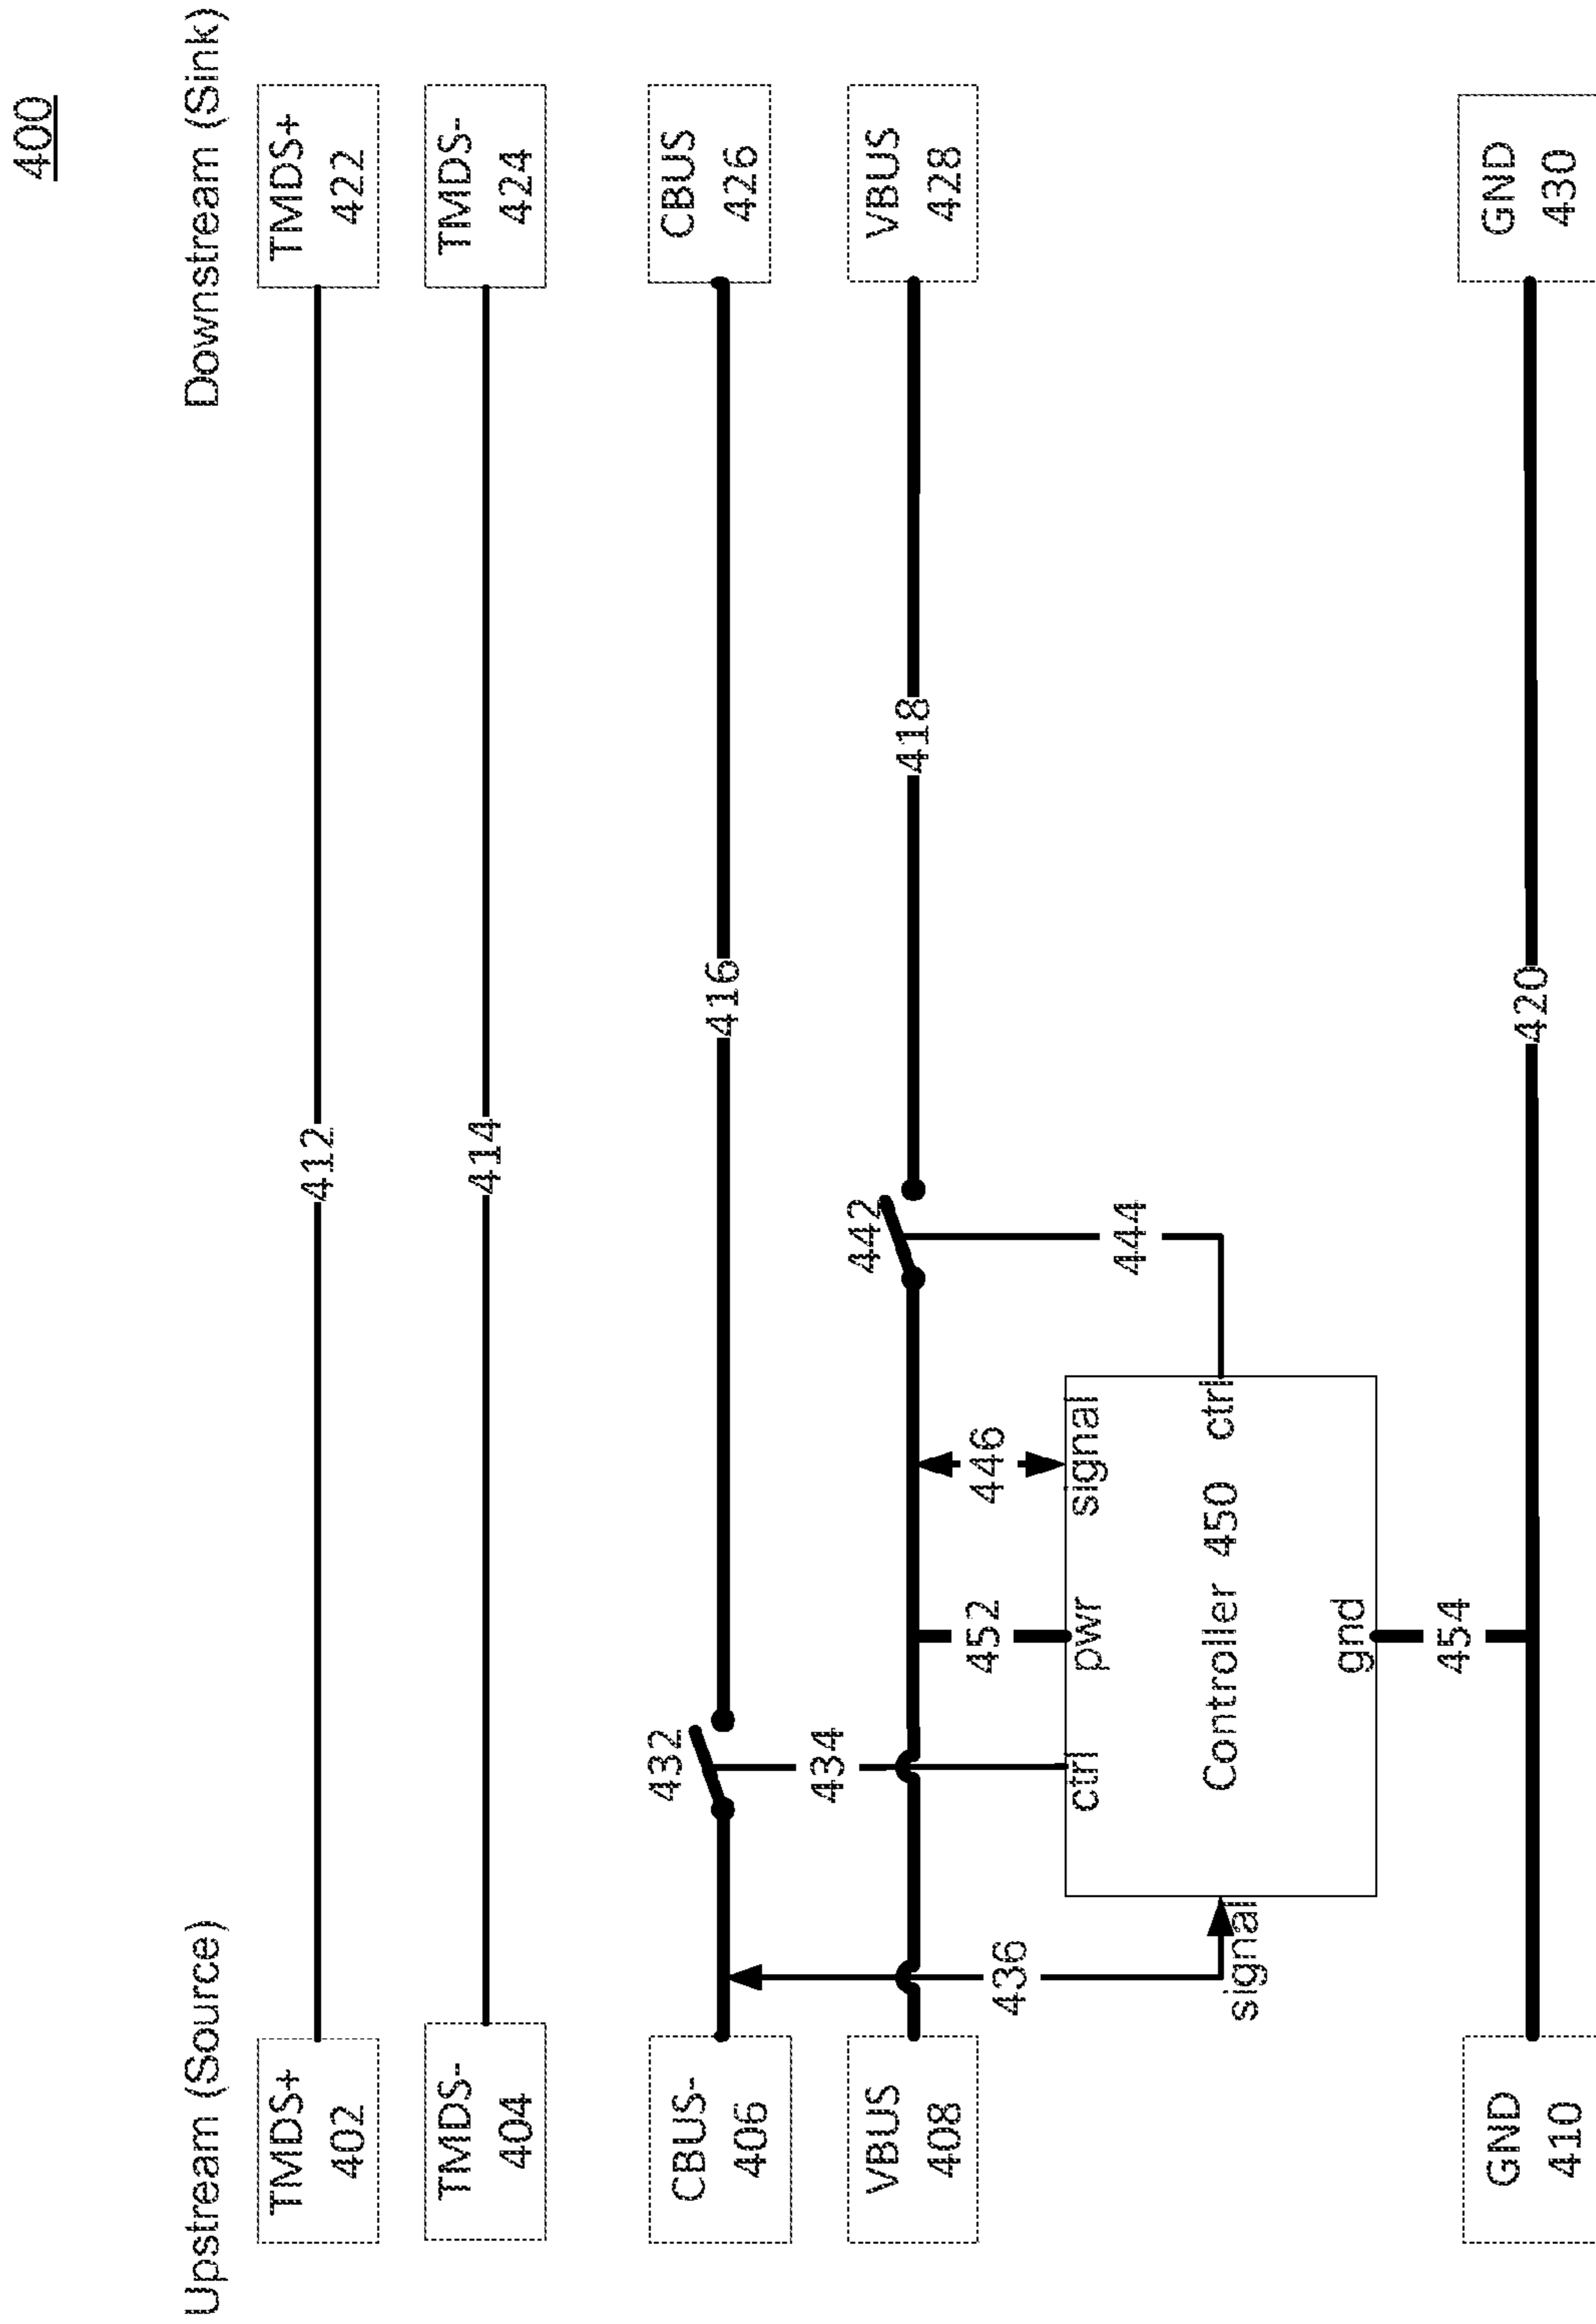 400
Upstream (Source)
Downstream (Sink)
TMDS+
402
412
TMDS+
422
TMDS-
404
414
TMDS-
424
CBUS-
406
432
416
CBUS
426
434
VBUS
408
442
418
VBUS
428
436
452
446
444
signal
ctrl
pwr
signal
Controller 450
ctrl
gnd
454
GND
410
420
GND
430